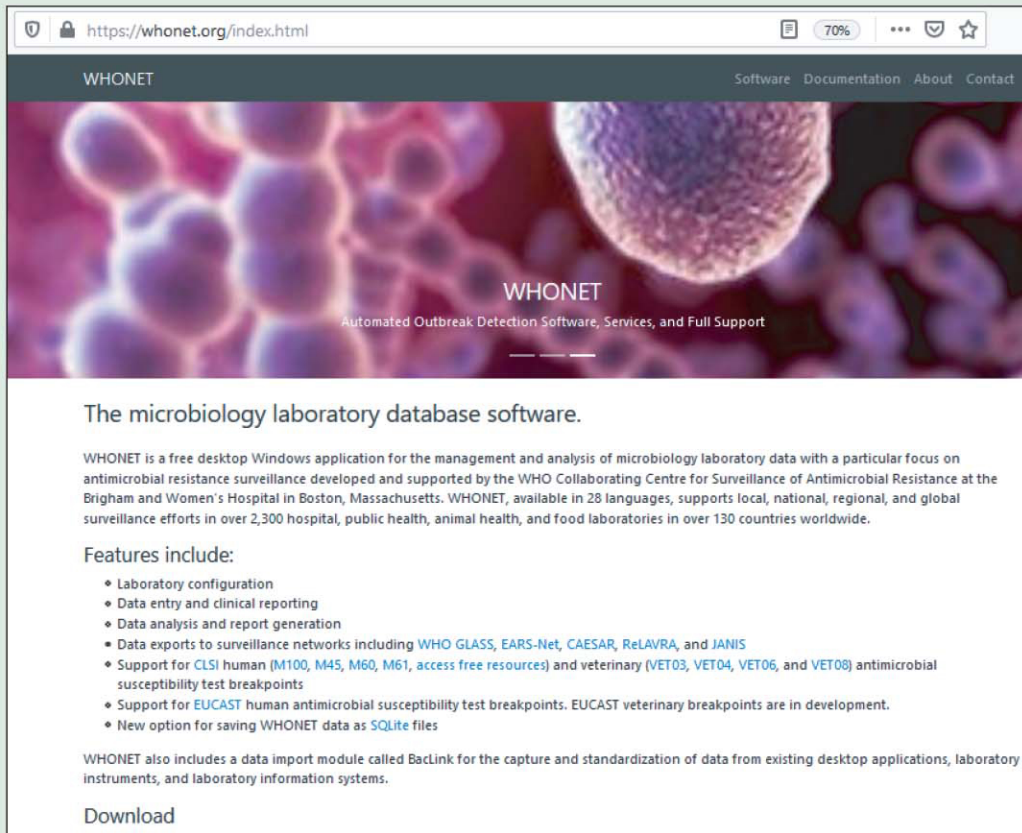 https://whonet.org/index.html
70%
WHONET
Software Documentation About Contact
WHONET
Automated Outbreak Detection Software, Services, and Full Support
The microbiology laboratory database software.
WHONET is a free desktop Windows application for the management and analysis of microbiology laboratory data with a particular focus on
antimicrobial resistance surveillance developed and supported by the WHO Collaborating Centre for Surveillance of Antimicrobial Resistance at the
Brigham and Women's Hospital in Boston, Massachusetts. WHONET, available in 28 languages, supports local, national, regional, and global
surveillance efforts in over 2,300 hospital, public health, animal health, and food laboratories in over 130 countries worldwide.
Features include:
Laboratory configuration
Data entry and clinical reporting
Data analysis and report generation
Data exports to surveillance networks including WHO GLASS, EARS-Net, CAESAR, ReLAVRA, and JANIS
Support for CLSI human (M100, M45, M60, M61, access free resources) and veterinary (VET03, VET04, VET06, and VET08) antimicrobial
susceptibility test breakpoints
Support for EUCAST human antimicrobial susceptibility test breakpoints. EUCAST veterinary breakpoints are in development.
New option for saving WHONET data as SQLite files
WHONET also includes a data import module called BacLink for the capture and standardization of data from existing desktop applications, laboratory
instruments, and laboratory information systems.
Download